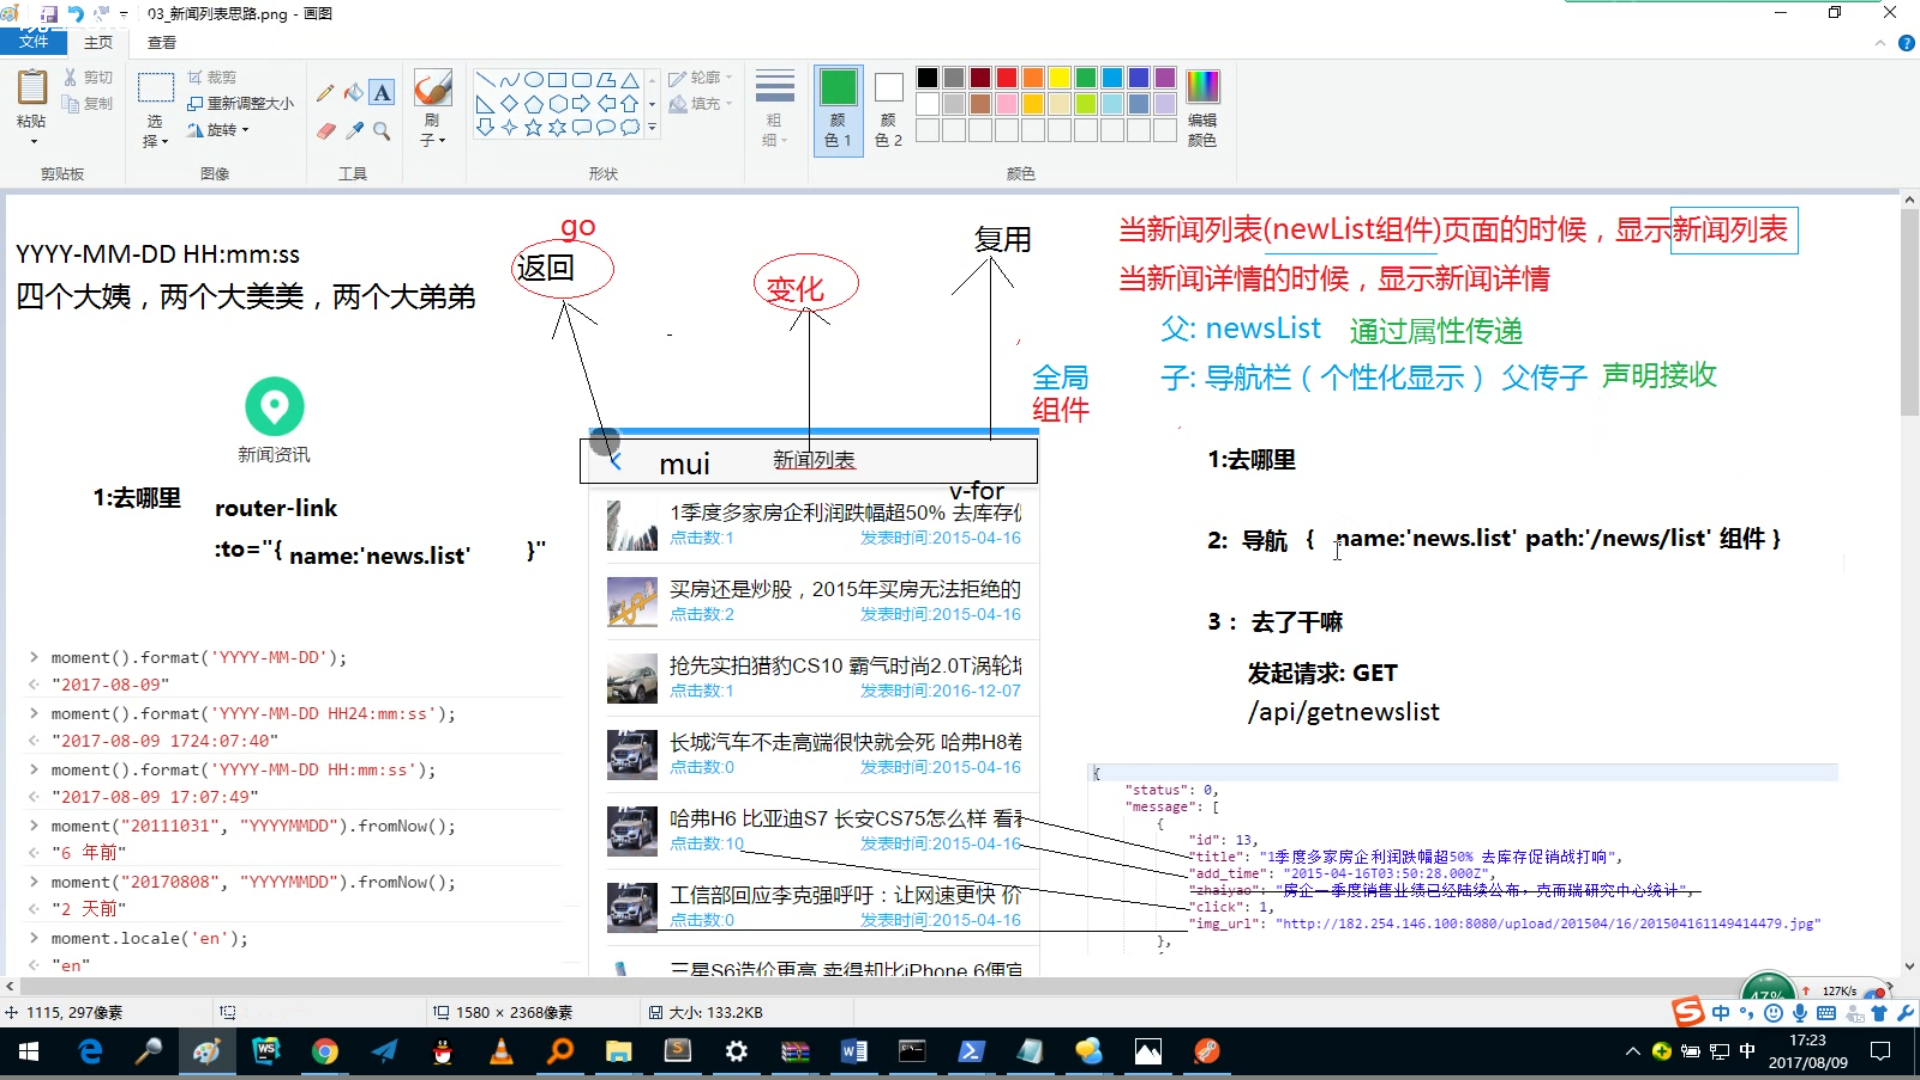 03_新闻列表思路.png - 画图
文件
主页
查看
粘贴
剪切
复制
剪贴板
选择
裁剪
重新调整大小
旋转
图像
A
工具
刷子
形状
轮廓
填充
粗细
颜色 1
颜色 2
颜色
编辑颜色
YYYY-MM-DD HH:mm:ss
四个大姨，两个大美美，两个大弟弟
新闻资讯
1:去哪里
router-link
:to="{ name:'news.list' }"
> moment().format('YYYY-MM-DD');
"2017-08-09"
> moment().format('YYYY-MM-DD HH24:mm:ss');
"2017-08-09 1724:07:40"
> moment().format('YYYY-MM-DD HH:mm:ss');
"2017-08-09 17:07:49"
> moment("20111031", "YYYYMMDD").fromNow();
"6 年前"
> moment("20170808", "YYYYMMDD").fromNow();
"2 天前"
> moment.locale('en');
"en"
go
返回
变化
复用
全局
组件
mui
新闻列表
v-for
1季度多家房企利润跌幅超50% 去库存
点击数:1 发表时间:2015-04-16
买房还是炒股，2015年买房无法拒绝的
点击数:2 发表时间:2015-04-16
抢先实拍猎豹CS10 霸气时尚2.0T涡轮
点击数:1 发表时间:2016-12-07
长城汽车不走高端很快就会死 哈弗H8卷
点击数:0 发表时间:2015-04-16
哈弗H6 比亚迪S7 长安CS75怎么样 看
点击数:10 发表时间:2015-04-16
工信部回应李克强呼吁：让网速更快 价
点击数:0 发表时间:2015-04-16
三星S6造价更高 卖得却比iPhone 6便宜
当新闻列表(newList组件)页面的时候，显示新闻列表
当新闻详情的时候，显示新闻详情
父: newsList 通过属性传递
子: 导航栏（个性化显示） 父传子 声明接收
1:去哪里
2: 导航 { name:'news.list' path:'/news/list' 组件 }
3： 去了干嘛
发起请求: GET
/api/getnewslist
{
"status": 0,
"message": [
{
"id": 13,
"title": "1季度多家房企利润跌幅超50% 去库存促销战打响",
"add_time": "2015-04-16T03:50:28.000Z",
"zhaiyao": "房企一季度销售业绩已经陆续公布，克而瑞研究中心统计",
"click": 1,
"img_url": "http://182.254.146.100:8080/upload/201504/16/201504161149414479.jpg"
},
1115, 297像素
1580 × 2368像素
大小: 133.2KB
47%
127K/s
中
中
17:23
2017/08/09